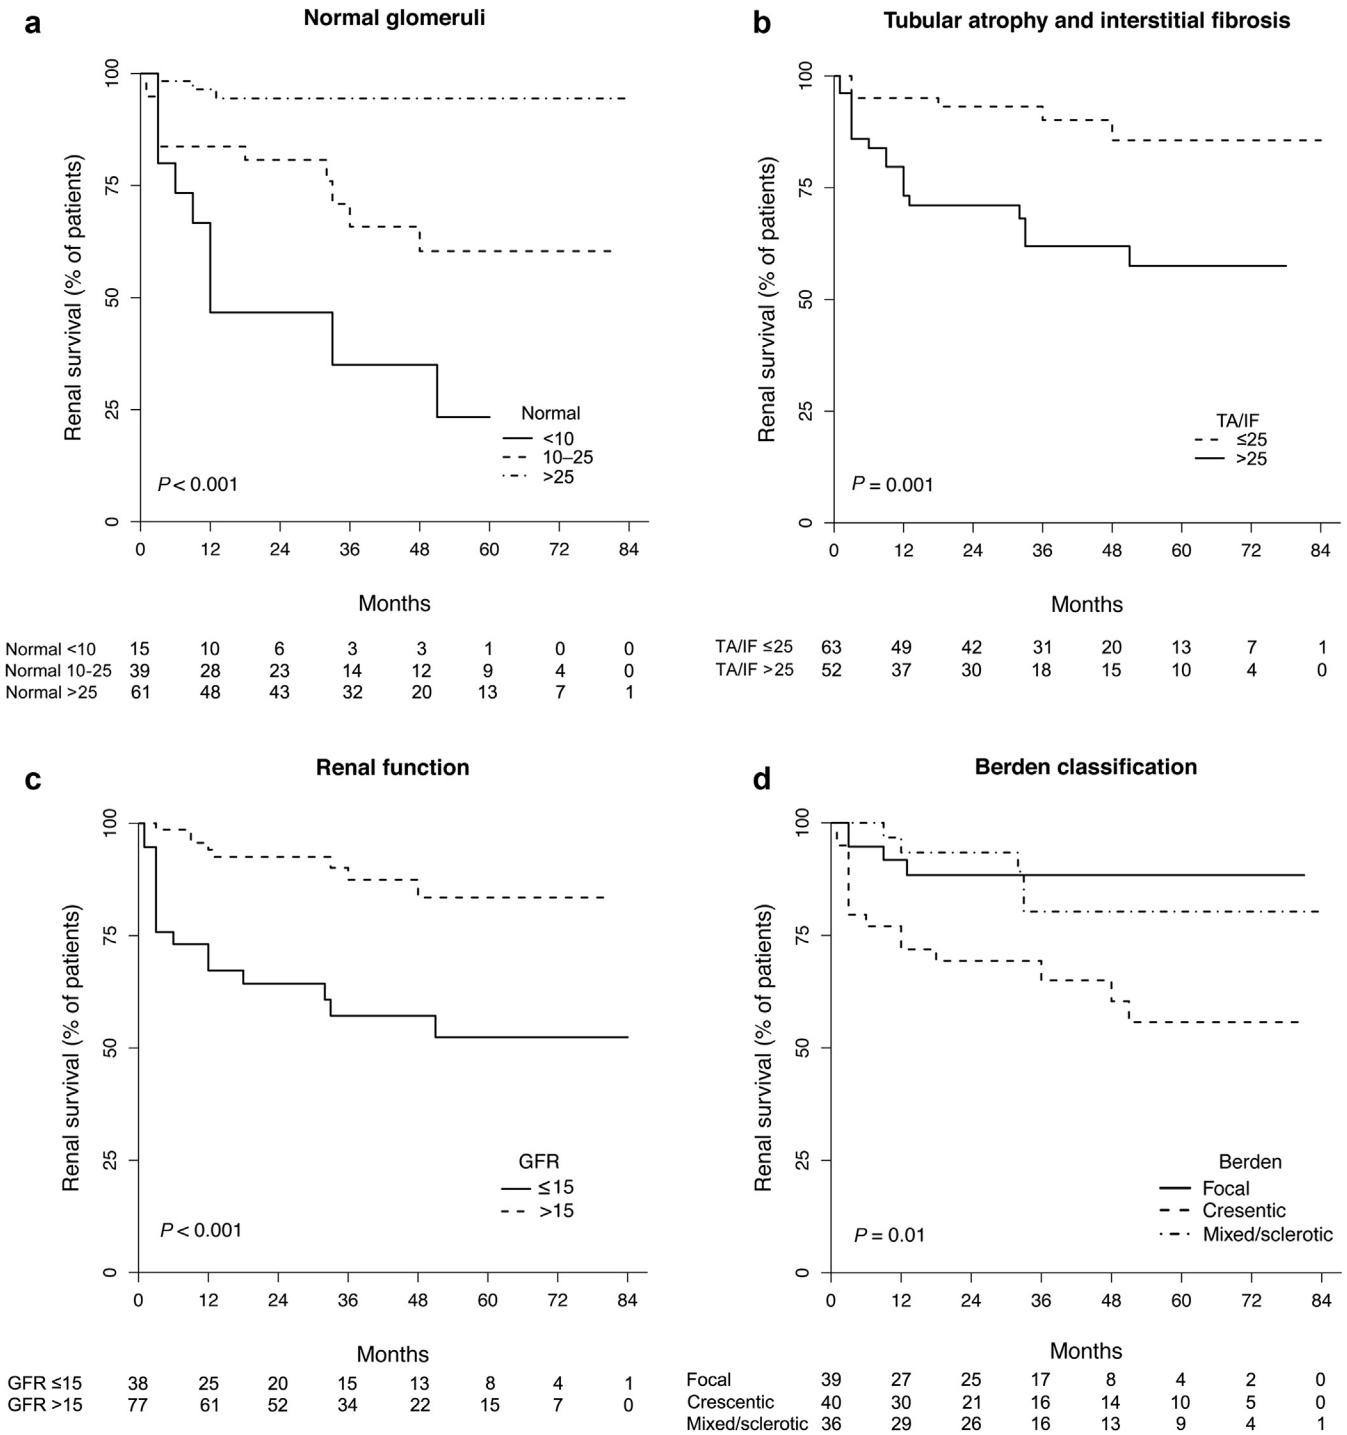 a
Normal glomeruli
Renal survival (% of patients)
100
75
50
25
0
Normal
<10
10–25
>25
P < 0.001
0 12 24 36 48 60 72 84
Months
Normal <10 15 10 6 3 3 1 0 0
Normal 10-25 39 28 23 14 12 9 4 0
Normal >25 61 48 43 32 20 13 7 1
b
Tubular atrophy and interstitial fibrosis
Renal survival (% of patients)
100
75
50
25
0
TA/IF
≤25
>25
P = 0.001
0 12 24 36 48 60 72 84
Months
TA/IF ≤25 63 49 42 31 20 13 7 1
TA/IF >25 52 37 30 18 15 10 4 0
c
Renal function
Renal survival (% of patients)
100
75
50
25
0
GFR
≤15
>15
P < 0.001
0 12 24 36 48 60 72 84
Months
GFR ≤15 38 25 20 15 13 8 4 1
GFR >15 77 61 52 34 22 15 7 0
d
Berden classification
Renal survival (% of patients)
100
75
50
25
0
Berden
Focal
Cresentic
Mixed/sclerotic
P = 0.01
0 12 24 36 48 60 72 84
Months
Focal 39 27 25 17 8 4 2 0
Crescentic 40 30 21 16 14 10 5 0
Mixed/sclerotic 36 29 26 16 13 9 4 1